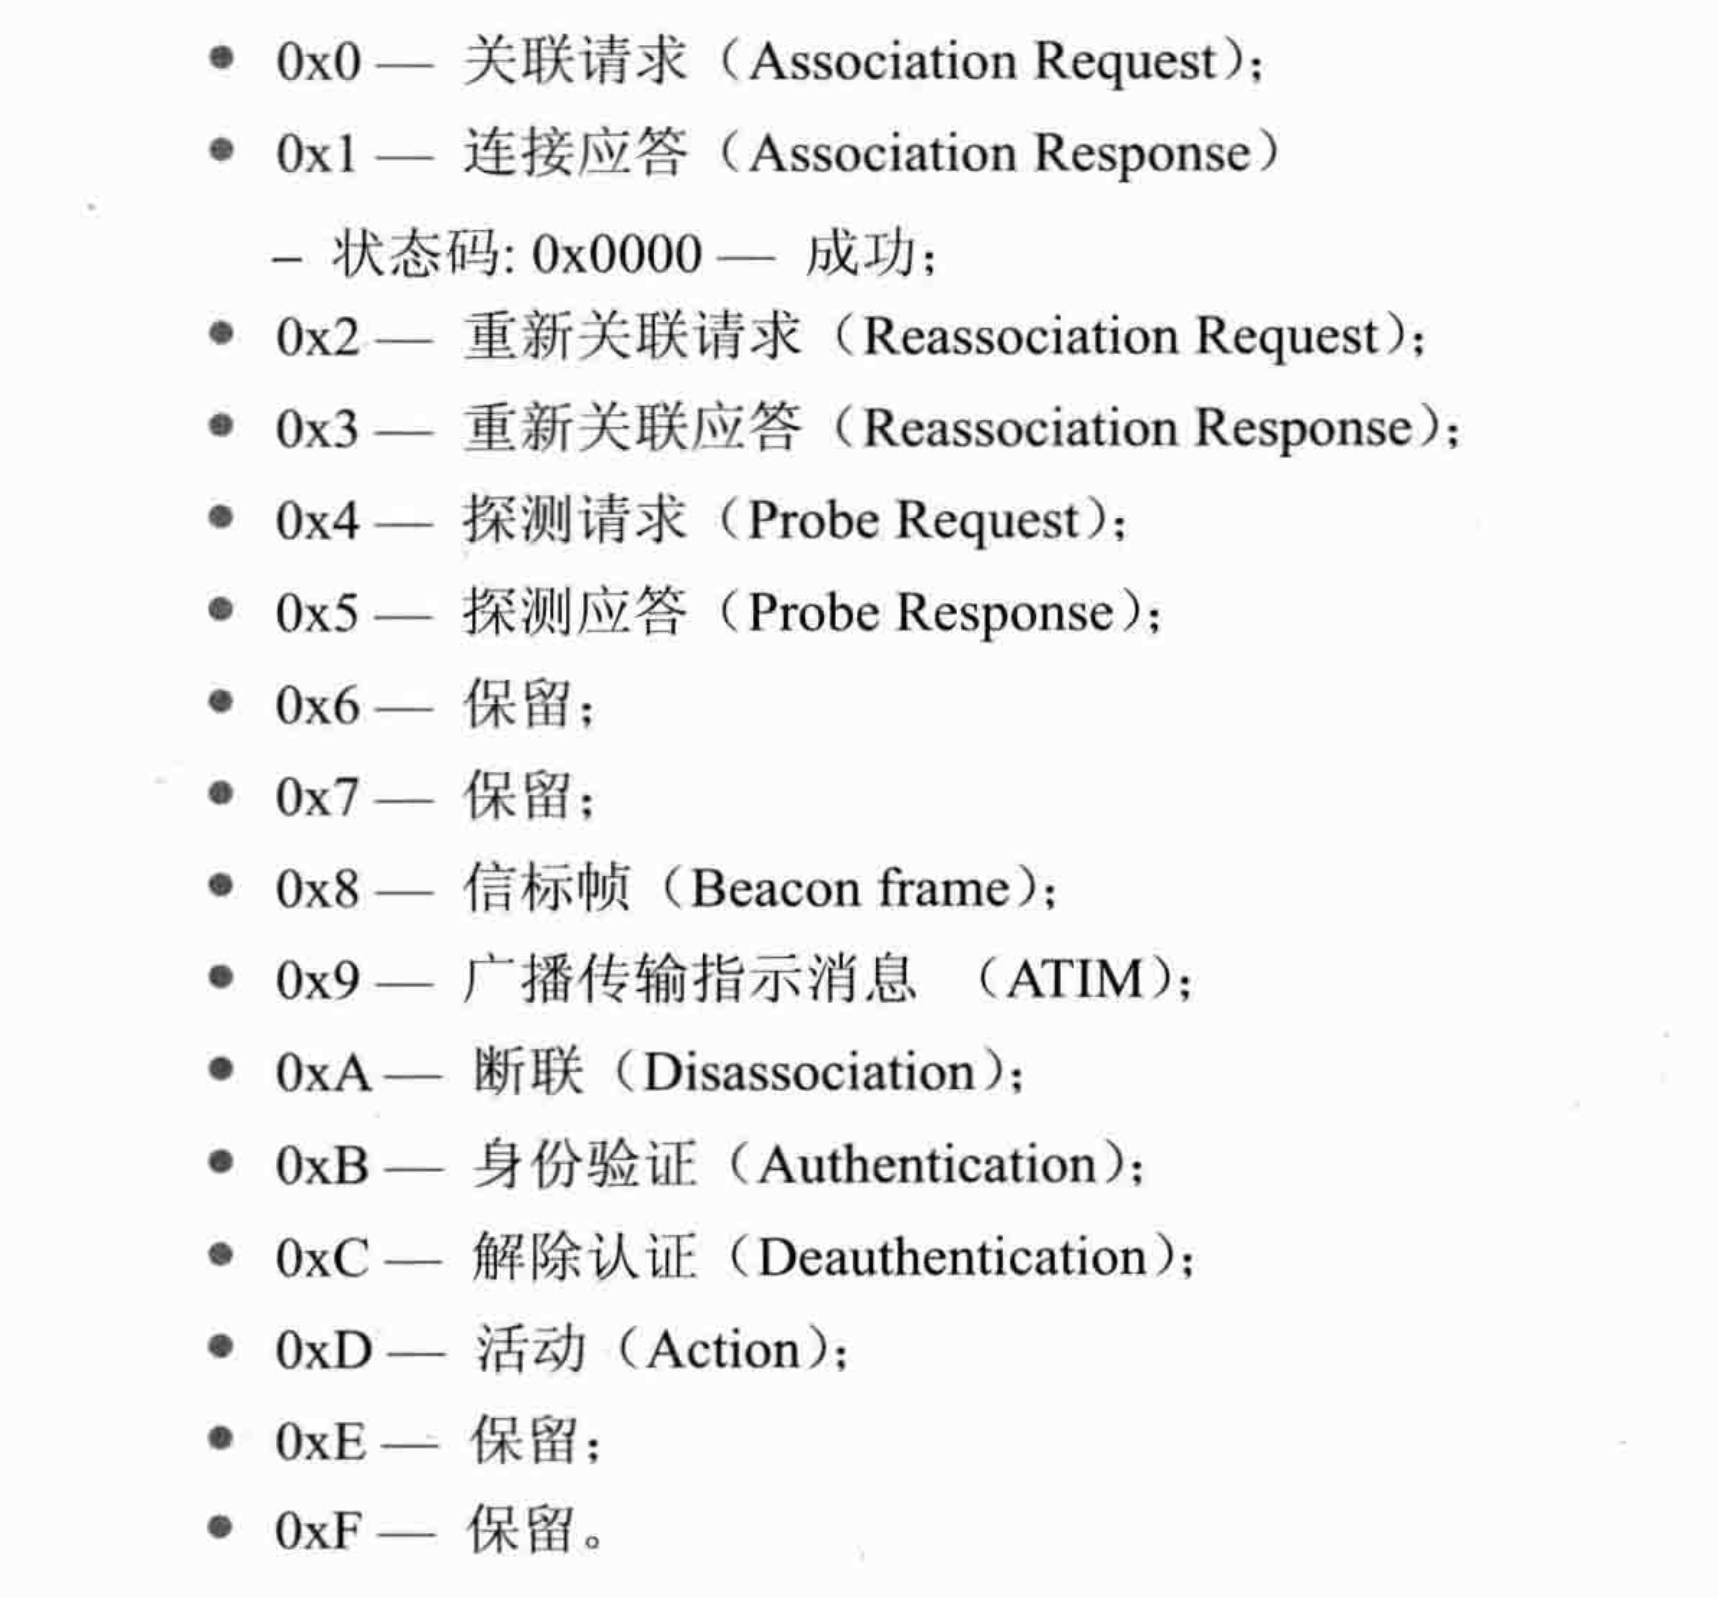 • 0x0 — 关联请求（Association Request）；
• 0x1 — 连接应答（Association Response）
– 状态码: 0x0000 — 成功；
• 0x2 — 重新关联请求（Reassociation Request）；
• 0x3 — 重新关联应答（Reassociation Response）；
• 0x4 — 探测请求（Probe Request）；
• 0x5 — 探测应答（Probe Response）；
• 0x6 — 保留；
• 0x7 — 保留；
• 0x8 — 信标帧（Beacon frame）；
• 0x9 — 广播传输指示消息 （ATIM）；
• 0xA — 断联（Disassociation）；
• 0xB — 身份验证（Authentication）；
• 0xC — 解除认证（Deauthentication）；
• 0xD — 活动（Action）；
• 0xE — 保留；
• 0xF — 保留。